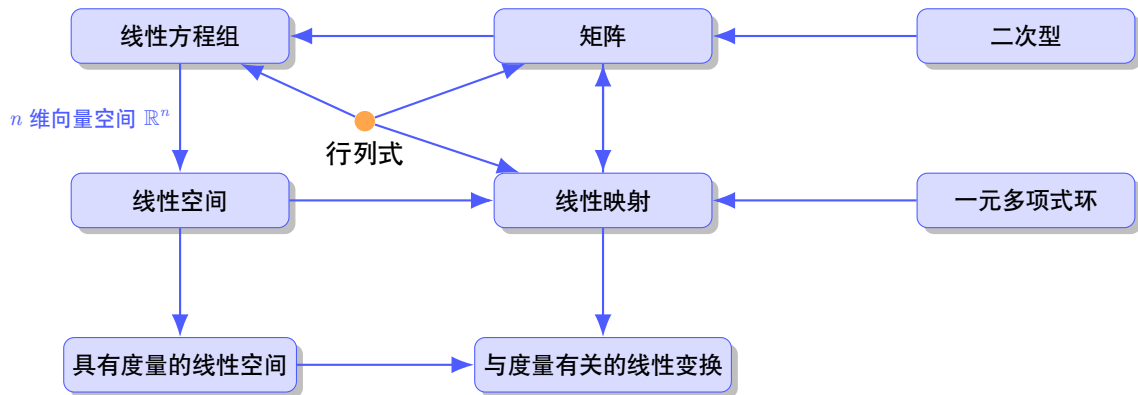 线性方程组
矩阵
二次型
n 维向量空间 ℝⁿ
行列式
线性空间
线性映射
一元多项式环
具有度量的线性空间
与度量有关的线性变换